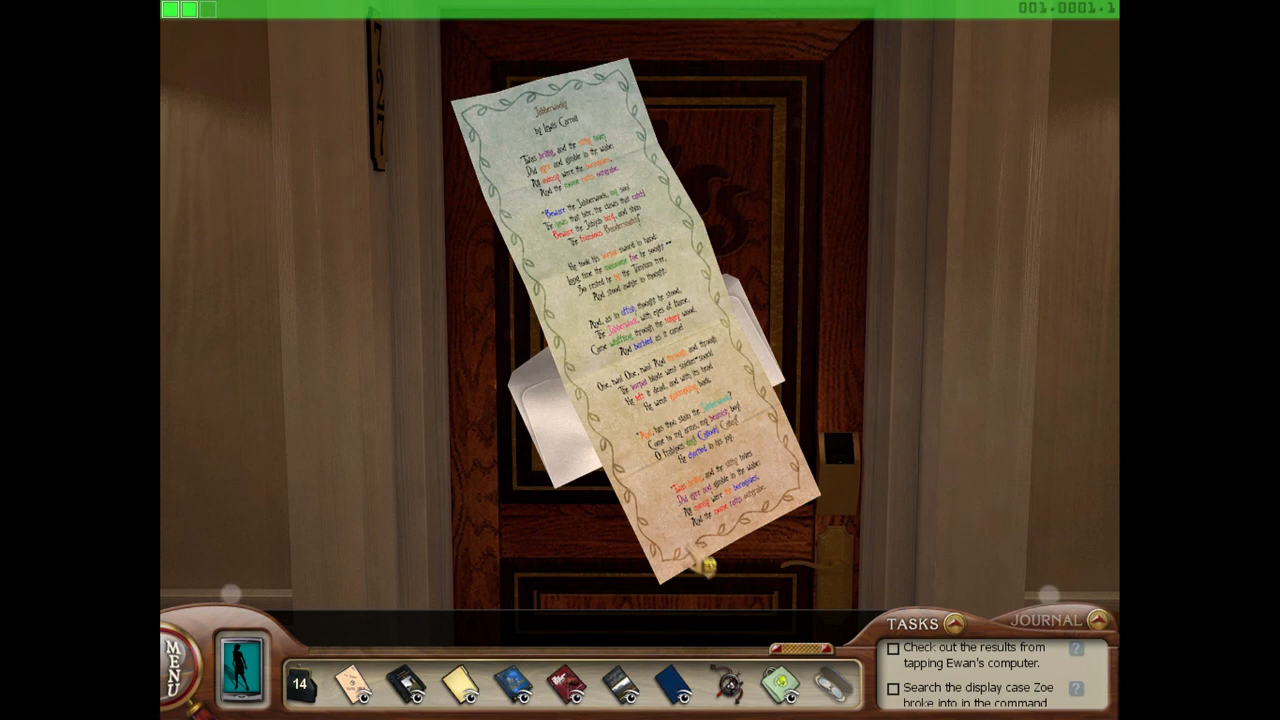 001.0001.1
727
Jabberwocky
by Lewis Carroll
'Twas brillig, and the slithy toves
Did gyre and gimble in the wabe:
All mimsy were the borogoves,
And the mome raths outgrabe.
"Beware the Jabberwock, my son!
The jaws that bite, the claws that catch!
Beware the Jubjub bird, and shun
The frumious Bandersnatch!"
He took his vorpal sword in hand:
Long time the manxome foe he sought --
So rested he by the Tumtum tree,
And stood awhile in thought.
And, as in uffish thought he stood,
The Jabberwock, with eyes of flame,
Came whiffling through the tulgey wood,
And burbled as it came!
One, two! One, two! And through and through
The vorpal blade went snicker-snack!
He left it dead, and with its head
He went galumphing back.
"And, has thou slain the Jabberwock?
Come to my arms, my beamish boy!
O frabjous day! Callooh! Callay!"
He chortled in his joy.
'Twas brillig, and the slithy toves
Did gyre and gimble in the wabe:
All mimsy were the borogoves,
And the mome raths outgrabe.
MENU
14
TASKS
JOURNAL
Check out the results from
tapping Ewan's computer.
Search the display case Zoe
broke into in the command